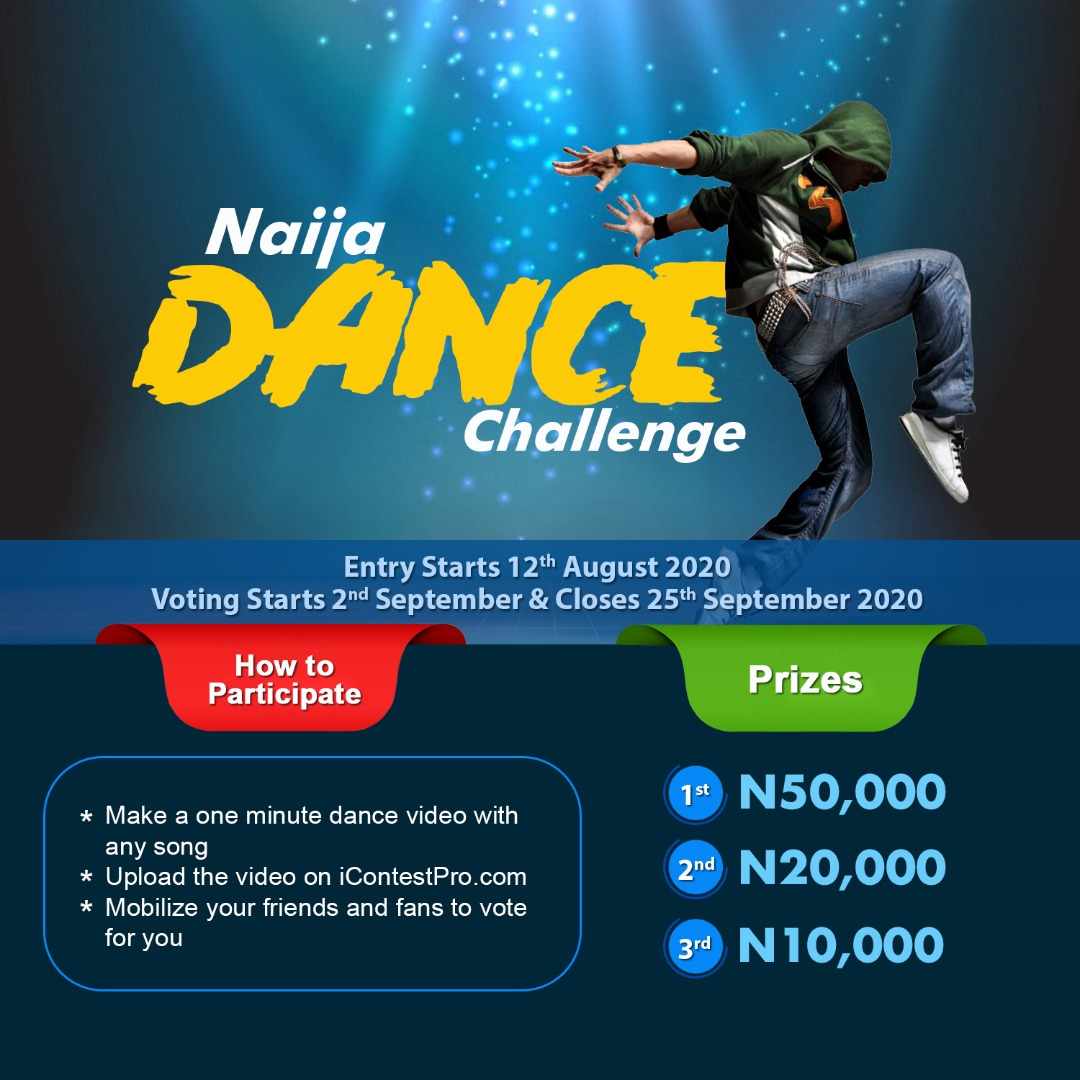 Naija
DANCE
Challenge
Entry Starts 12th August 2020
Voting Starts 2nd September & Closes 25th September 2020
How to
Participate
Prizes
* Make a one minute dance video with
any song
* Upload the video on iContestPro.com
* Mobilize your friends and fans to vote
for you
1st N50,000
2nd N20,000
3rd N10,000